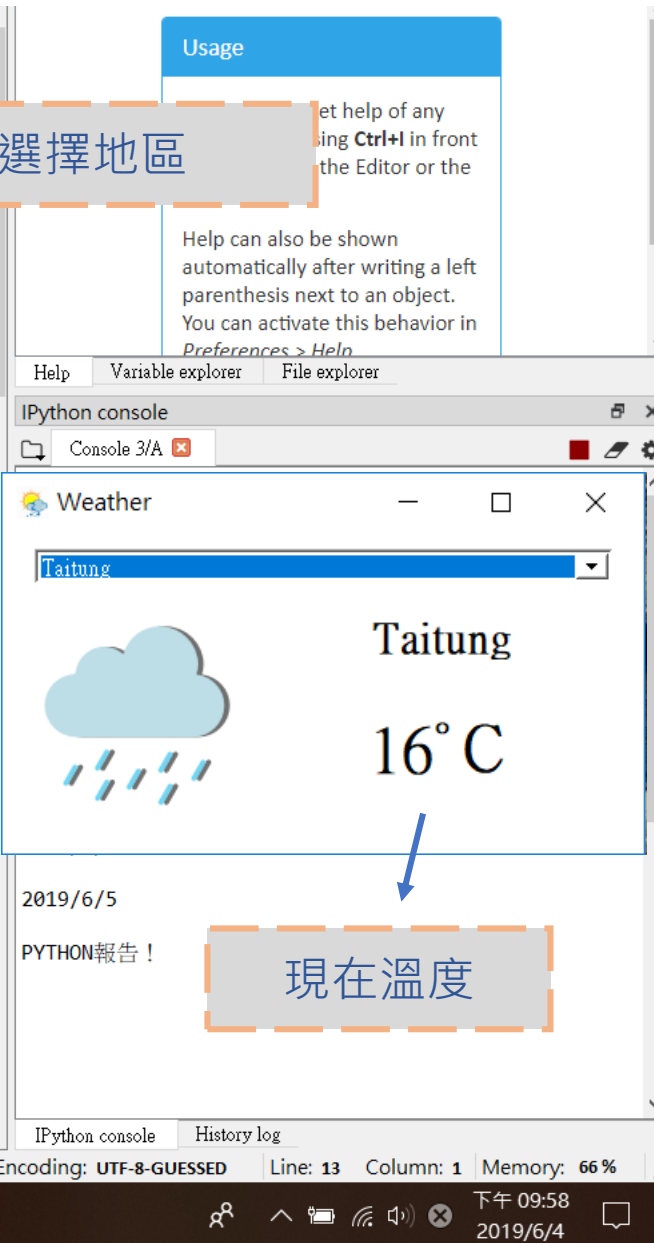 Usage
et help of any
sing Ctrl+I in front
the Editor or the
選擇地區
Help can also be shown
automatically after writing a left
parenthesis next to an object.
You can activate this behavior in
Preferences > Help
Help Variable explorer File explorer
IPython console
Console 3/A
Weather
Taitung
Taitung
16°C
2019/6/5
PYTHON報告！
現在溫度
IPython console History log
Encoding: UTF-8-GUESSED Line: 13 Column: 1 Memory: 66 %
下午 09:58
2019/6/4